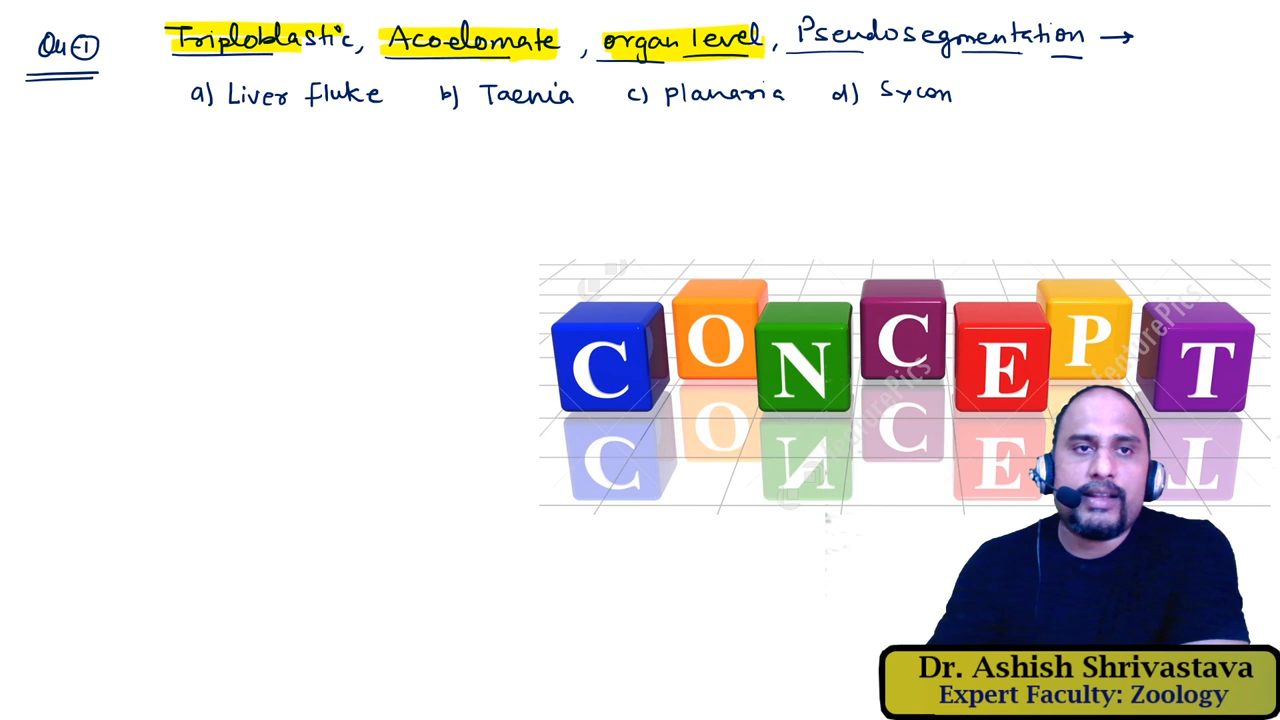 Qu-1 Triploblastic, Acoelomate, organ level, Pseudosegmentation →
a) Liver fluke b) Taenia c) planaria d) Sycon
CONCEPT
Dr. Ashish Shrivastava
Expert Faculty: Zoology